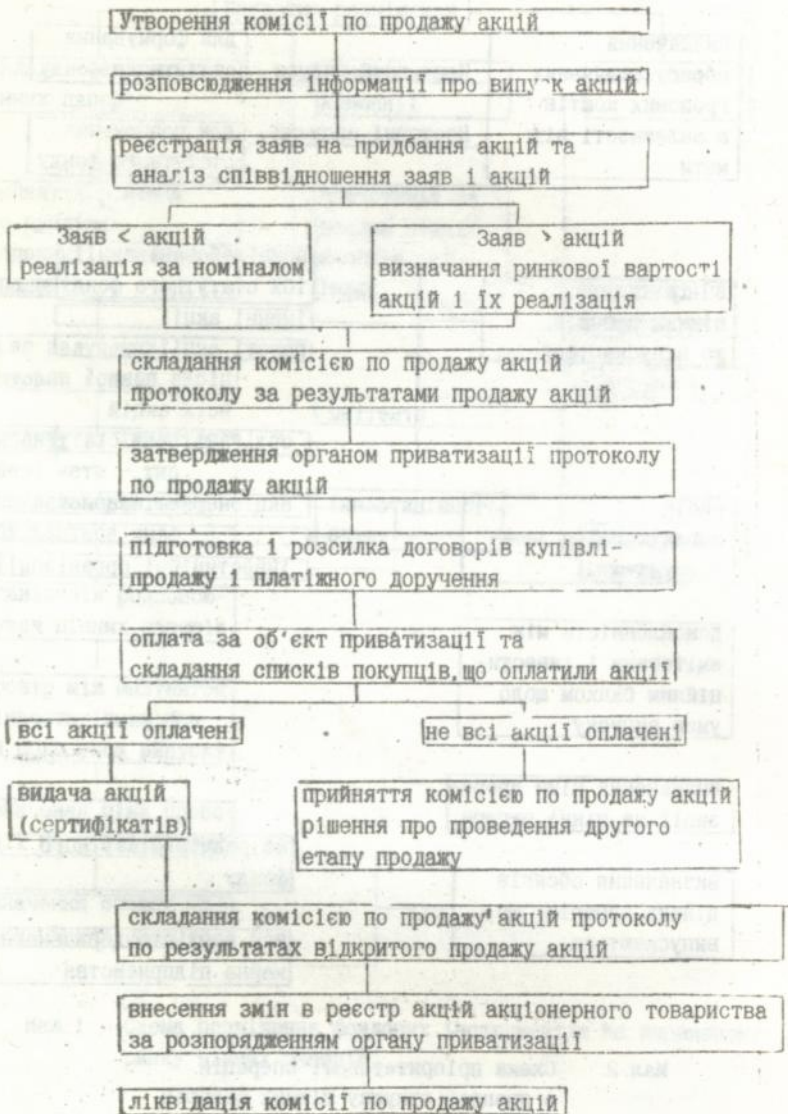 Утворення комісії по продажу акцій
розповсюдження інформації про випу к акцій
реєстрація заяв на придбання акцій та
аналіз співвідношення заяв і акцій
Заяв < акцій
реалізація за номіналом
Заяв > акцій
визначання ринкової вартості
акцій і їх реалізація
складання комісією по продажу акцій
протоколу за результатами продажу акцій
затвердження органом приватизації протоколу
по продажу акцій
підготовка і розсилка договорів купівлі-
продажу і платіжного доручення
оплата за об'єкт приватизації та
складання списків покупців,що оплатили акції
всі акції оплачені
не всі акції оплачені
видача акцій
(сертифікатів)
прийняття комісією по продажу акцій
рішення про проведення другого
етапу продажу
складання комісією по продажу акцій протоколу
по результатах відкритого продажу акцій
внесення змін в реєстр акцій акціонерного товариства
за розпорядженням органу приватизації
ліквідація комісії по продажу акцій